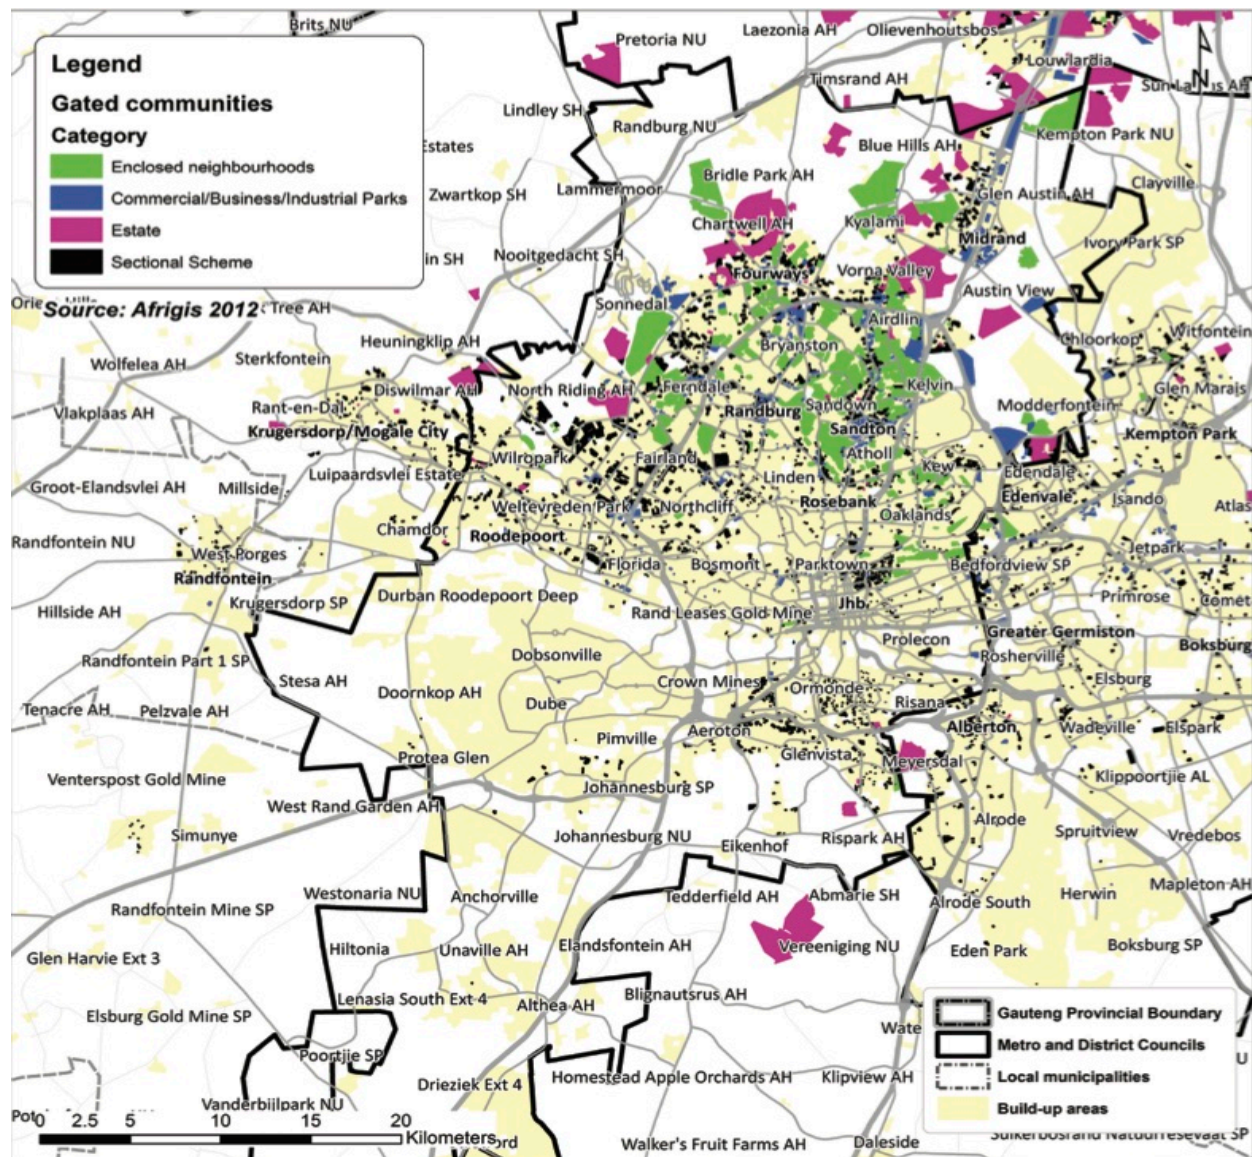 Brits NU
Laezonia AH
Olievenhoutsbos
Pretoria NU
Legend
Louwlardia
Gated communities
Timsrand AH
Category
Lindley SH
Randburg NU
Kempton Park NU
Estates
Blue Hills AH
Enclosed neighbourhoods
Bridle Park AH
Clayville
Commercial/Business/Industrial Parks
Zwartkop SH
Lammermoor
Glen Austin AH
Estate
Chartwell AH
Kyalami
Sectional Scheme
Midrand
Ivory Park SP
in SH
Nooitgedacht SH
Fourways
Vorna Valley
Austin View
Source: Afrigis 2012
Tree AH
Sonnedal
Airdlin
Witfontein
Heuningklip AH
Chloorkop
Bryanston
Wolfelea AH
Sterkfontein
Diswilmar AH
North Riding AH
Ferndale
Kelvin
Glen Marais
Vlakplaas AH
Rant-en-Dal
Randburg
Sandown
Modderfontein
Krugersdorp/Mogale City
Sandton
Kempton Park
Wilropark
Fairland
Atholl
Luipaardsvlei Estate
Linden
Kew
Edendale
Groot-Elandsvlei AH
Millside
Rosebank
Edenvale
Isando
Weltevreden Park
Northcliff
Oaklands
Atlas
Chamdor
Roodepoort
Randfontein NU
West Porges
Jetpark
Florida
Bosmont
Parktown
Bedfordview SP
Randfontein
Krugersdorp SP
Durban Roodepoort Deep
Primrose
Comet
Hillside AH
Rand Leases Gold Mine
Jhb.
Prolecon
Greater Germiston
Boksburg
Randfontein Part 1 SP
Dobsonville
Rosherville
Stesa AH
Doornkop AH
Crown Mines
Ormonde
Elsburg
Tenacre AH
Pelzvale AH
Dube
Risana
Pimville
Aeroton
Alberton
Wadeville
Elspark
Protea Glen
Glenvista
Meyersdal
Venterspost Gold Mine
Johannesburg SP
Klippoortjie AL
West Rand Garden AH
Simunye
Johannesburg NU
Eikenhof
Rispark AH
Alrode
Spruitview
Vredebos
Westonaria NU
Anchorville
Tedderfield AH
Abmarie SH
Mapleton AH
Randfontein Mine SP
Alrode South
Herwin
Hiltonia
Unaville AH
Elandsfontein AH
Vereeniging NU
Eden Park
Boksburg SP
Glen Harvie Ext 3
Lenasia South Ext 4
Althea AH
Blignautsrus AH
Elsburg Gold Mine SP
Wate
Gauteng Provincial Boundary
Poortjie SP
Metro and District Councils
Drieziek Ext 4
Homestead Apple Orchards AH
Klipview AH
Local municipalities
Vanderbijlpark NU
Build-up areas
Pot
0 2.5 5 10 15 20
Kilometers
ord
Walker's Fruit Farms AH
Daleside
Suikerbosrand Natuurresevaat SP
N